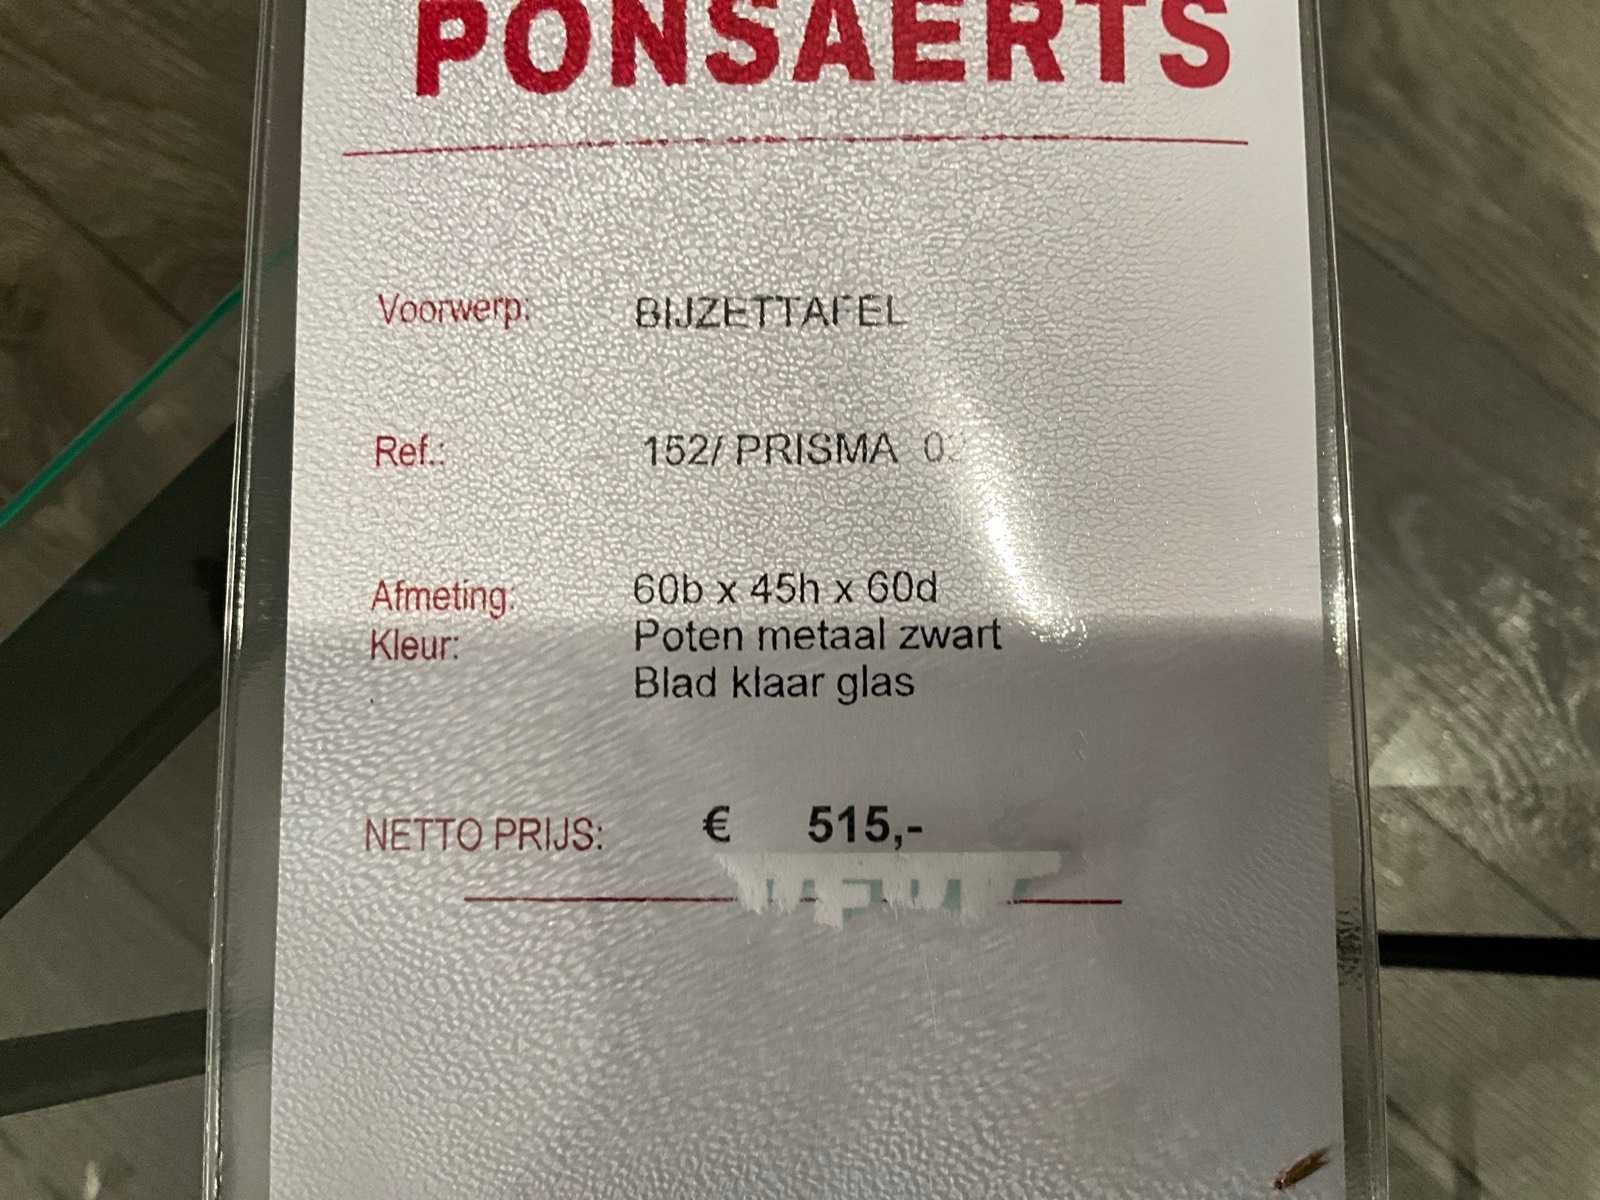 PONSAERTS
Voorwerp: BIJZETTAFEL
Ref.: 152/ PRISMA
Afmeting: 60b x 45h x 60d
Kleur: Poten metaal zwart
Blad klaar glas
NETTO PRIJS: € 515,-